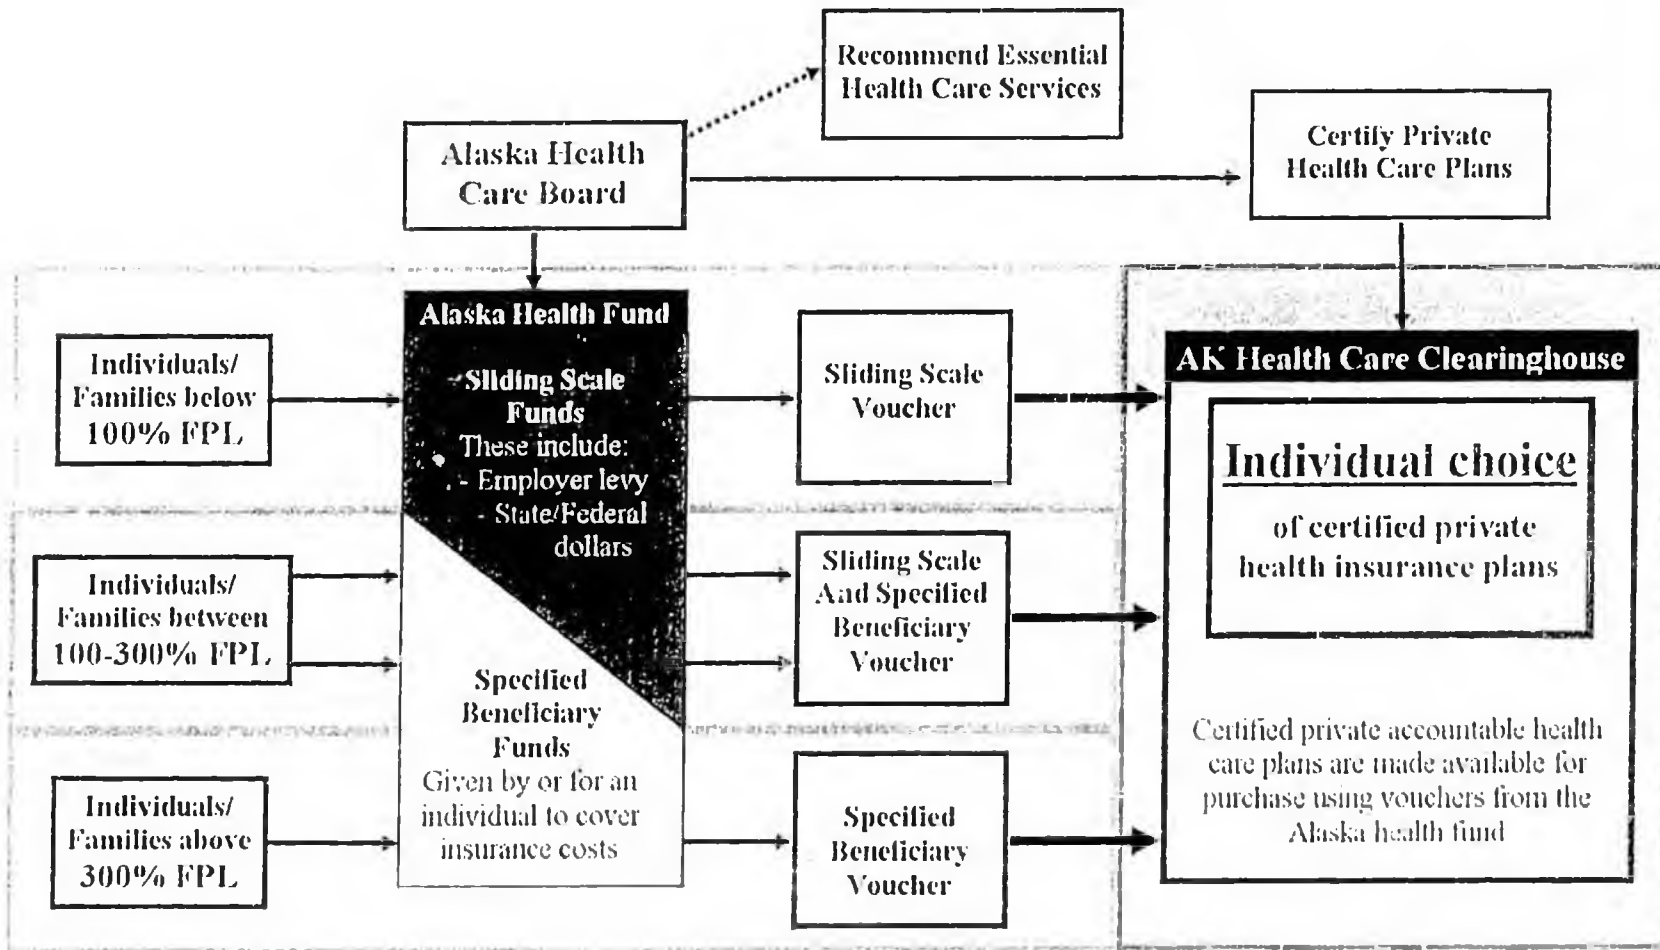 Recommend Essential
Health Care Services
Alaska Health
Care Board
Certify Private
Health Care Plans
Alaska Health Fund
Sliding Scale
Funds
These include:
- Employer levy
- State/Federal
dollars
Specified
Beneficiary
Funds
Given by or for an
individual to cover
insurance costs
Individuals/
Families below
100% FPL
Individuals/
Families between
100-300% FPL
Individuals/
Families above
300% FPL
Sliding Scale
Voucher
Sliding Scale
And Specified
Beneficiary
Voucher
Specified
Beneficiary
Voucher
AK Health Care Clearinghouse
Individual choice
of certified private
health insurance plans
Certified private accountable health
care plans are made available for
purchase using vouchers from the
Alaska health fund